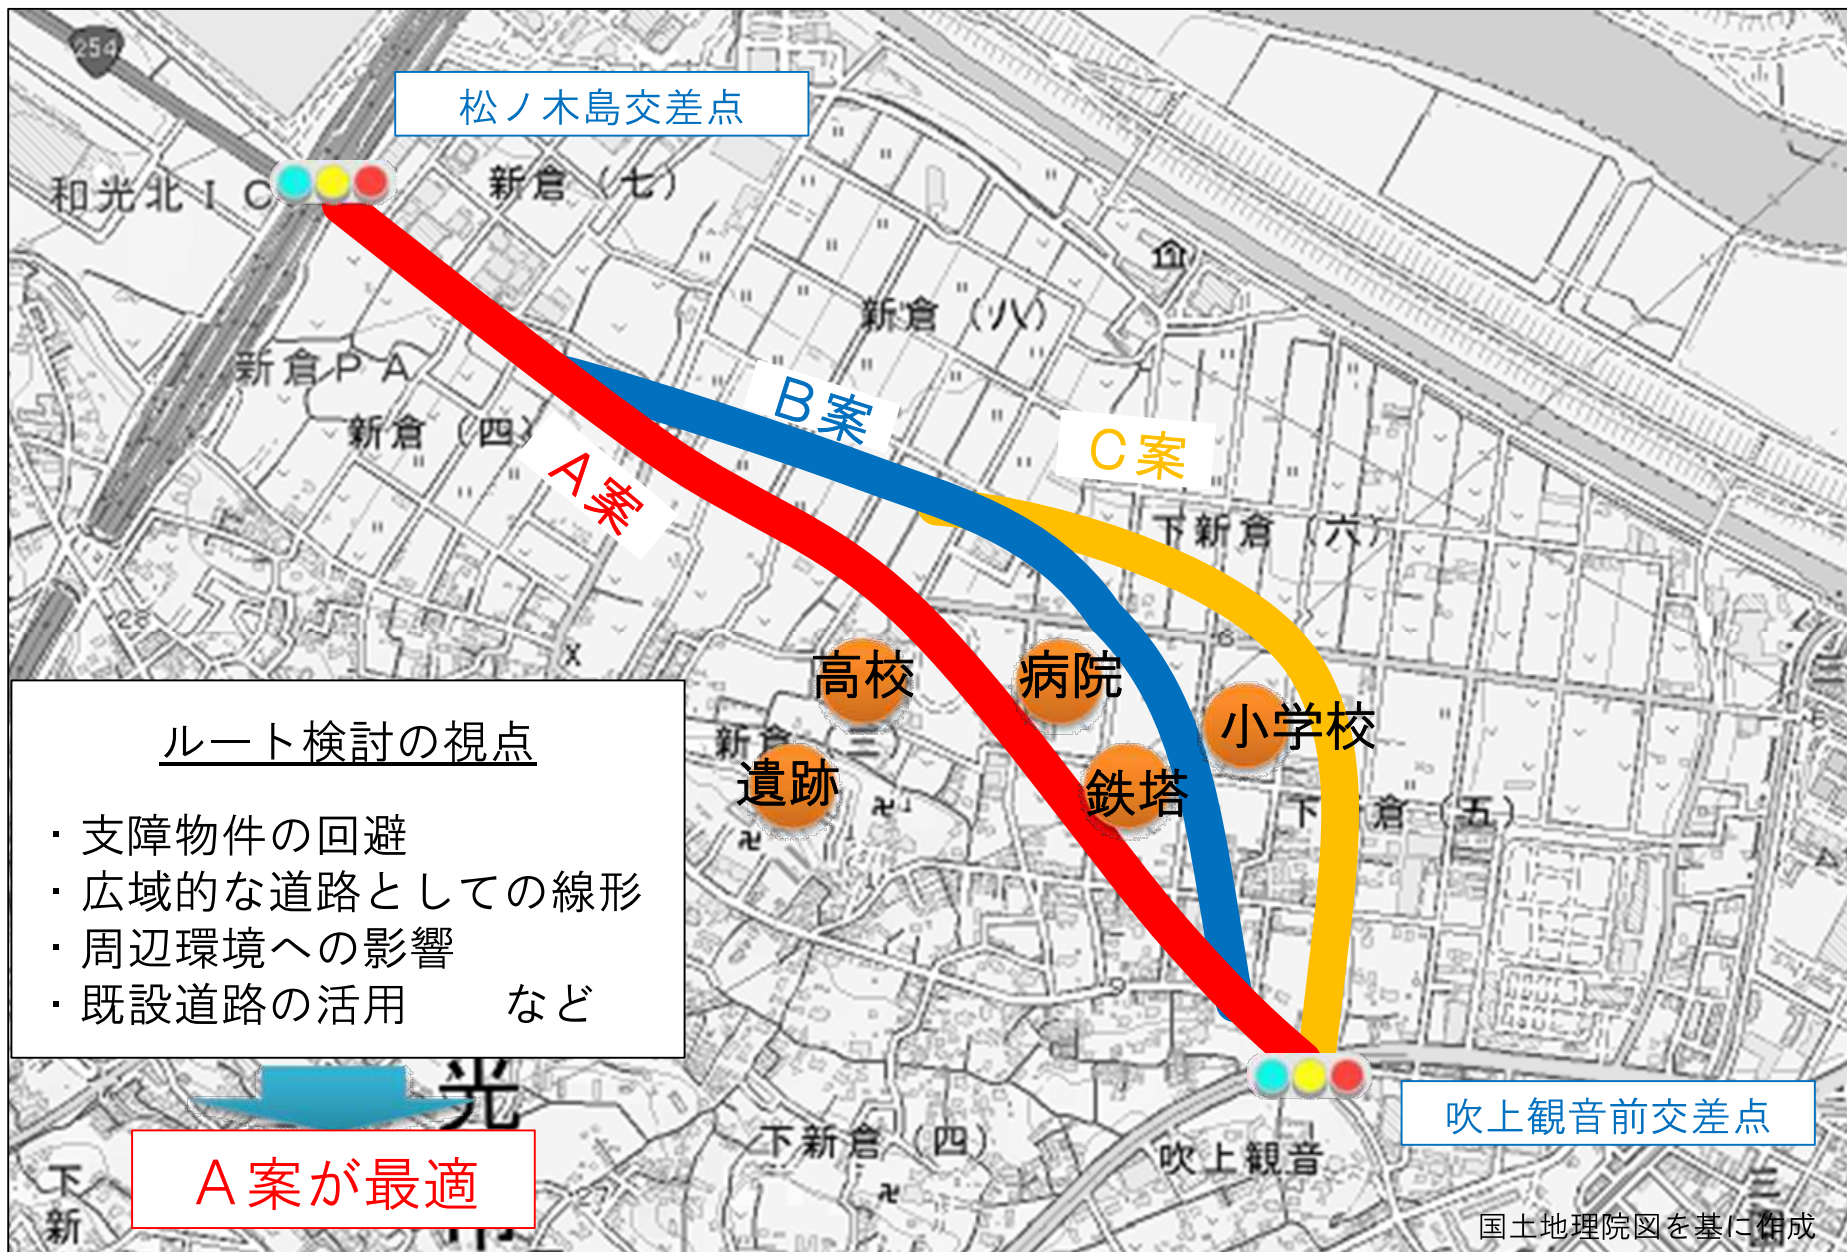 254
松ノ木島交差点
和光北ＩＣ
新倉（七）
新倉（八）
新倉ＰＡ
新倉（四）
Ａ案
Ｂ案
Ｃ案
下新倉（六）
高校
病院
小学校
新倉（三）
遺跡
鉄塔
下新倉（五）
ルート検討の視点
・支障物件の回避
・広域的な道路としての線形
・周辺環境への影響
・既設道路の活用　　など
Ａ案が最適
光
市
下新倉（四）
吹上観音
吹上観音前交差点
下新
27
国土地理院図を基に作成